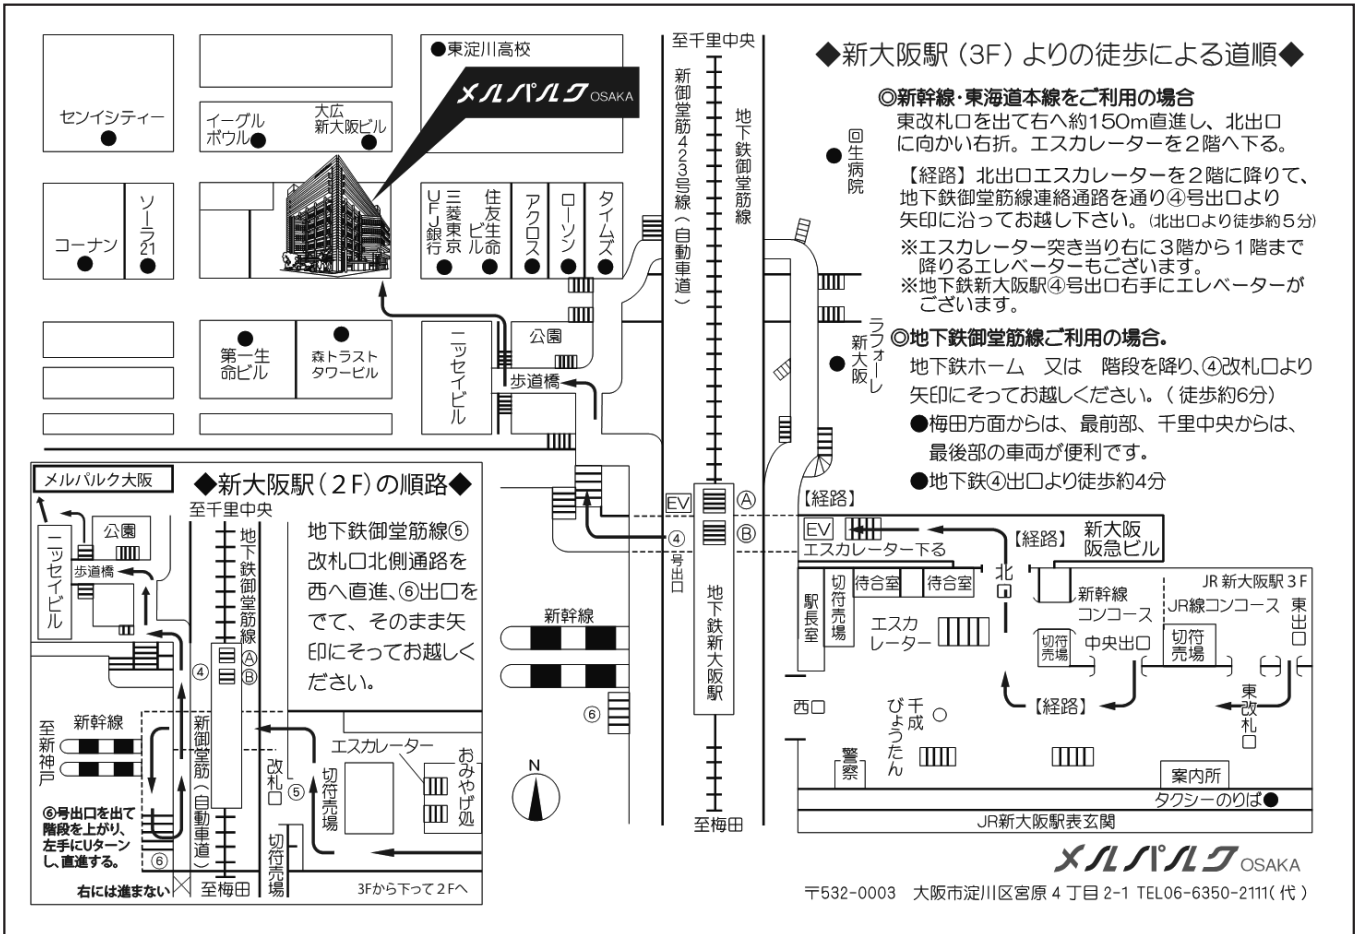 至千里中央
●東淀川高校
メルパルク OSAKA
センイシティー
イーグル
ボウル
大広
新大阪ビル
コーナン
ソーラ21
三菱東京
UFJ銀行
住友生命
ビル
アクロス
ローソン
タイムズ
新御堂筋423号線(自動車道)
地下鉄御堂筋線
回生病院
ラフォーレ
新大阪
第一生
命ビル
森トラスト
タワービル
ニッセイビル
公園
歩道橋
EV
Ⓐ
Ⓑ
④号出口
地下鉄新大阪駅
新幹線
⑥
N
至梅田
◆新大阪駅(3F)よりの徒歩による道順◆
◎新幹線・東海道本線をご利用の場合
東改札口を出て右へ約150m直進し、北出口
に向かい右折。エスカレーターを2階へ下る。
【経路】北出口エスカレーターを2階に降りて、
地下鉄御堂筋線連絡通路を通り④号出口より
矢印に沿ってお越し下さい。(北出口より徒歩約5分)
※エスカレーター突き当り右に3階から1階まで
降りるエレベーターもございます。
※地下鉄新大阪駅④号出口右手にエレベーターが
ございます。
◎地下鉄御堂筋線ご利用の場合。
地下鉄ホーム 又は 階段を降り、④改札口より
矢印にそってお越しください。(徒歩約6分)
●梅田方面からは、最前部、千里中央からは、
最後部の車両が便利です。
●地下鉄④出口より徒歩約4分
【経路】
EV
エスカレーター下る
【経路】
新大阪
阪急ビル
北口
駅長室
切符売場
待合室
待合室
エスカ
レーター
新幹線
コンコース
JR新大阪駅3F
JR線コンコース
東出口
切符
売場
中央出口
切符
売場
西口
千成
びょうたん
【経路】
東改札口
警察
案内所
タクシーのりば●
JR新大阪駅表玄関
メルパルク OSAKA
〒532-0003 大阪市淀川区宮原4丁目2-1 TEL06-6350-2111(代)
メルパルク大阪
◆新大阪駅(2F)の順路◆
至千里中央
公園
ニッセイビル
歩道橋
地下鉄御堂筋線
Ⓐ
Ⓑ
④
地下鉄御堂筋線⑤
改札口北側通路を
西へ直進、⑥出口を
でて、そのまま矢
印にそってお越しく
ださい。
至新神戸
新幹線
新御堂筋(自動車道)
改札口
⑤
エスカレーター
切符売場
おみやげ処
⑥号出口を出て
階段を上がり、
左手にUターン
し、直進する。
⑥
右には進まない
至梅田
切符売場
3Fから下って2Fへ